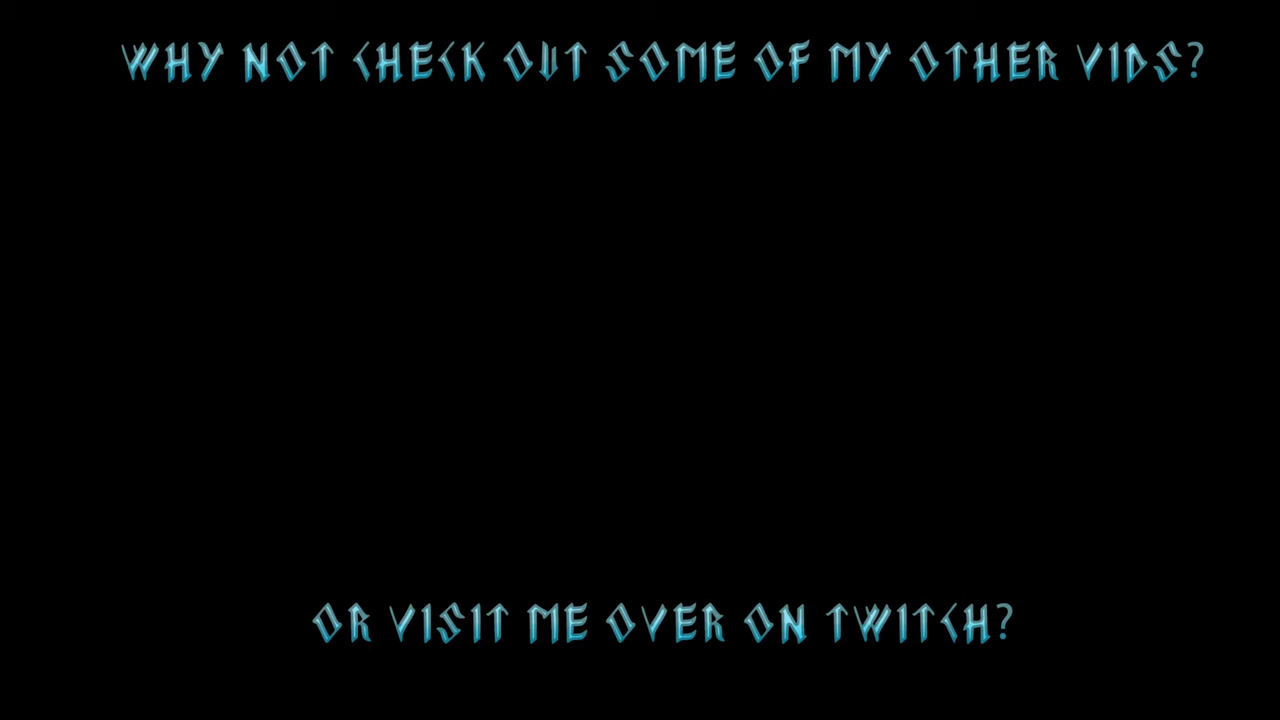 WHY NOT CHECK OUT SOME OF MY OTHER VIDS?
OR VISIT ME OVER ON TWITCH?